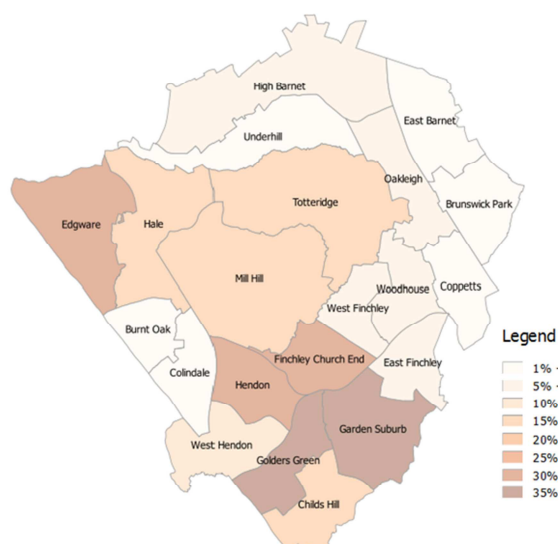 High Barnet
East Barnet
Underhill
Oakleigh
Totteridge
Brunswick Park
Edgware
Hale
Mill Hill
Woodhouse
Coppetts
West Finchley
Burnt Oak
Finchley Church End
East Finchley
Colindale
Hendon
Garden Suburb
West Hendon
Golders Green
Childs Hill
Legend
1% -
5% -
10%
15%
20%
25%
30%
35%